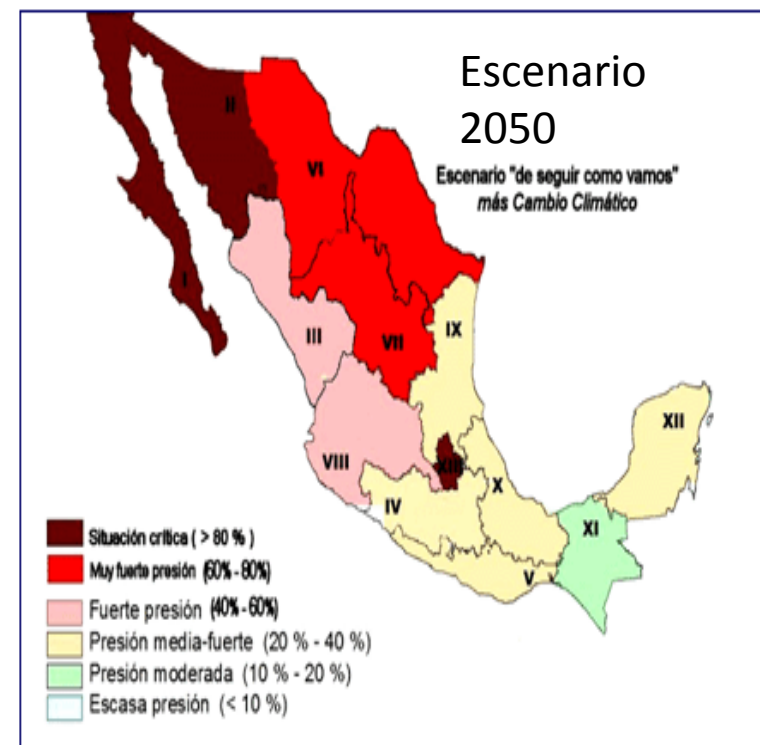 Escenario
2050
Escenario "de seguir como vamos"
más Cambio Climático
II
VI
I
III
VII
IX
VIII
XIII
XII
IV
X
XI
V
Situación crítica ( > 80 % )
Muy fuerte presión (60% - 80%)
Fuerte presión (40% - 60%)
Presión media-fuerte (20 % - 40 %)
Presión moderada (10 % - 20 %)
Escasa presión (< 10 %)